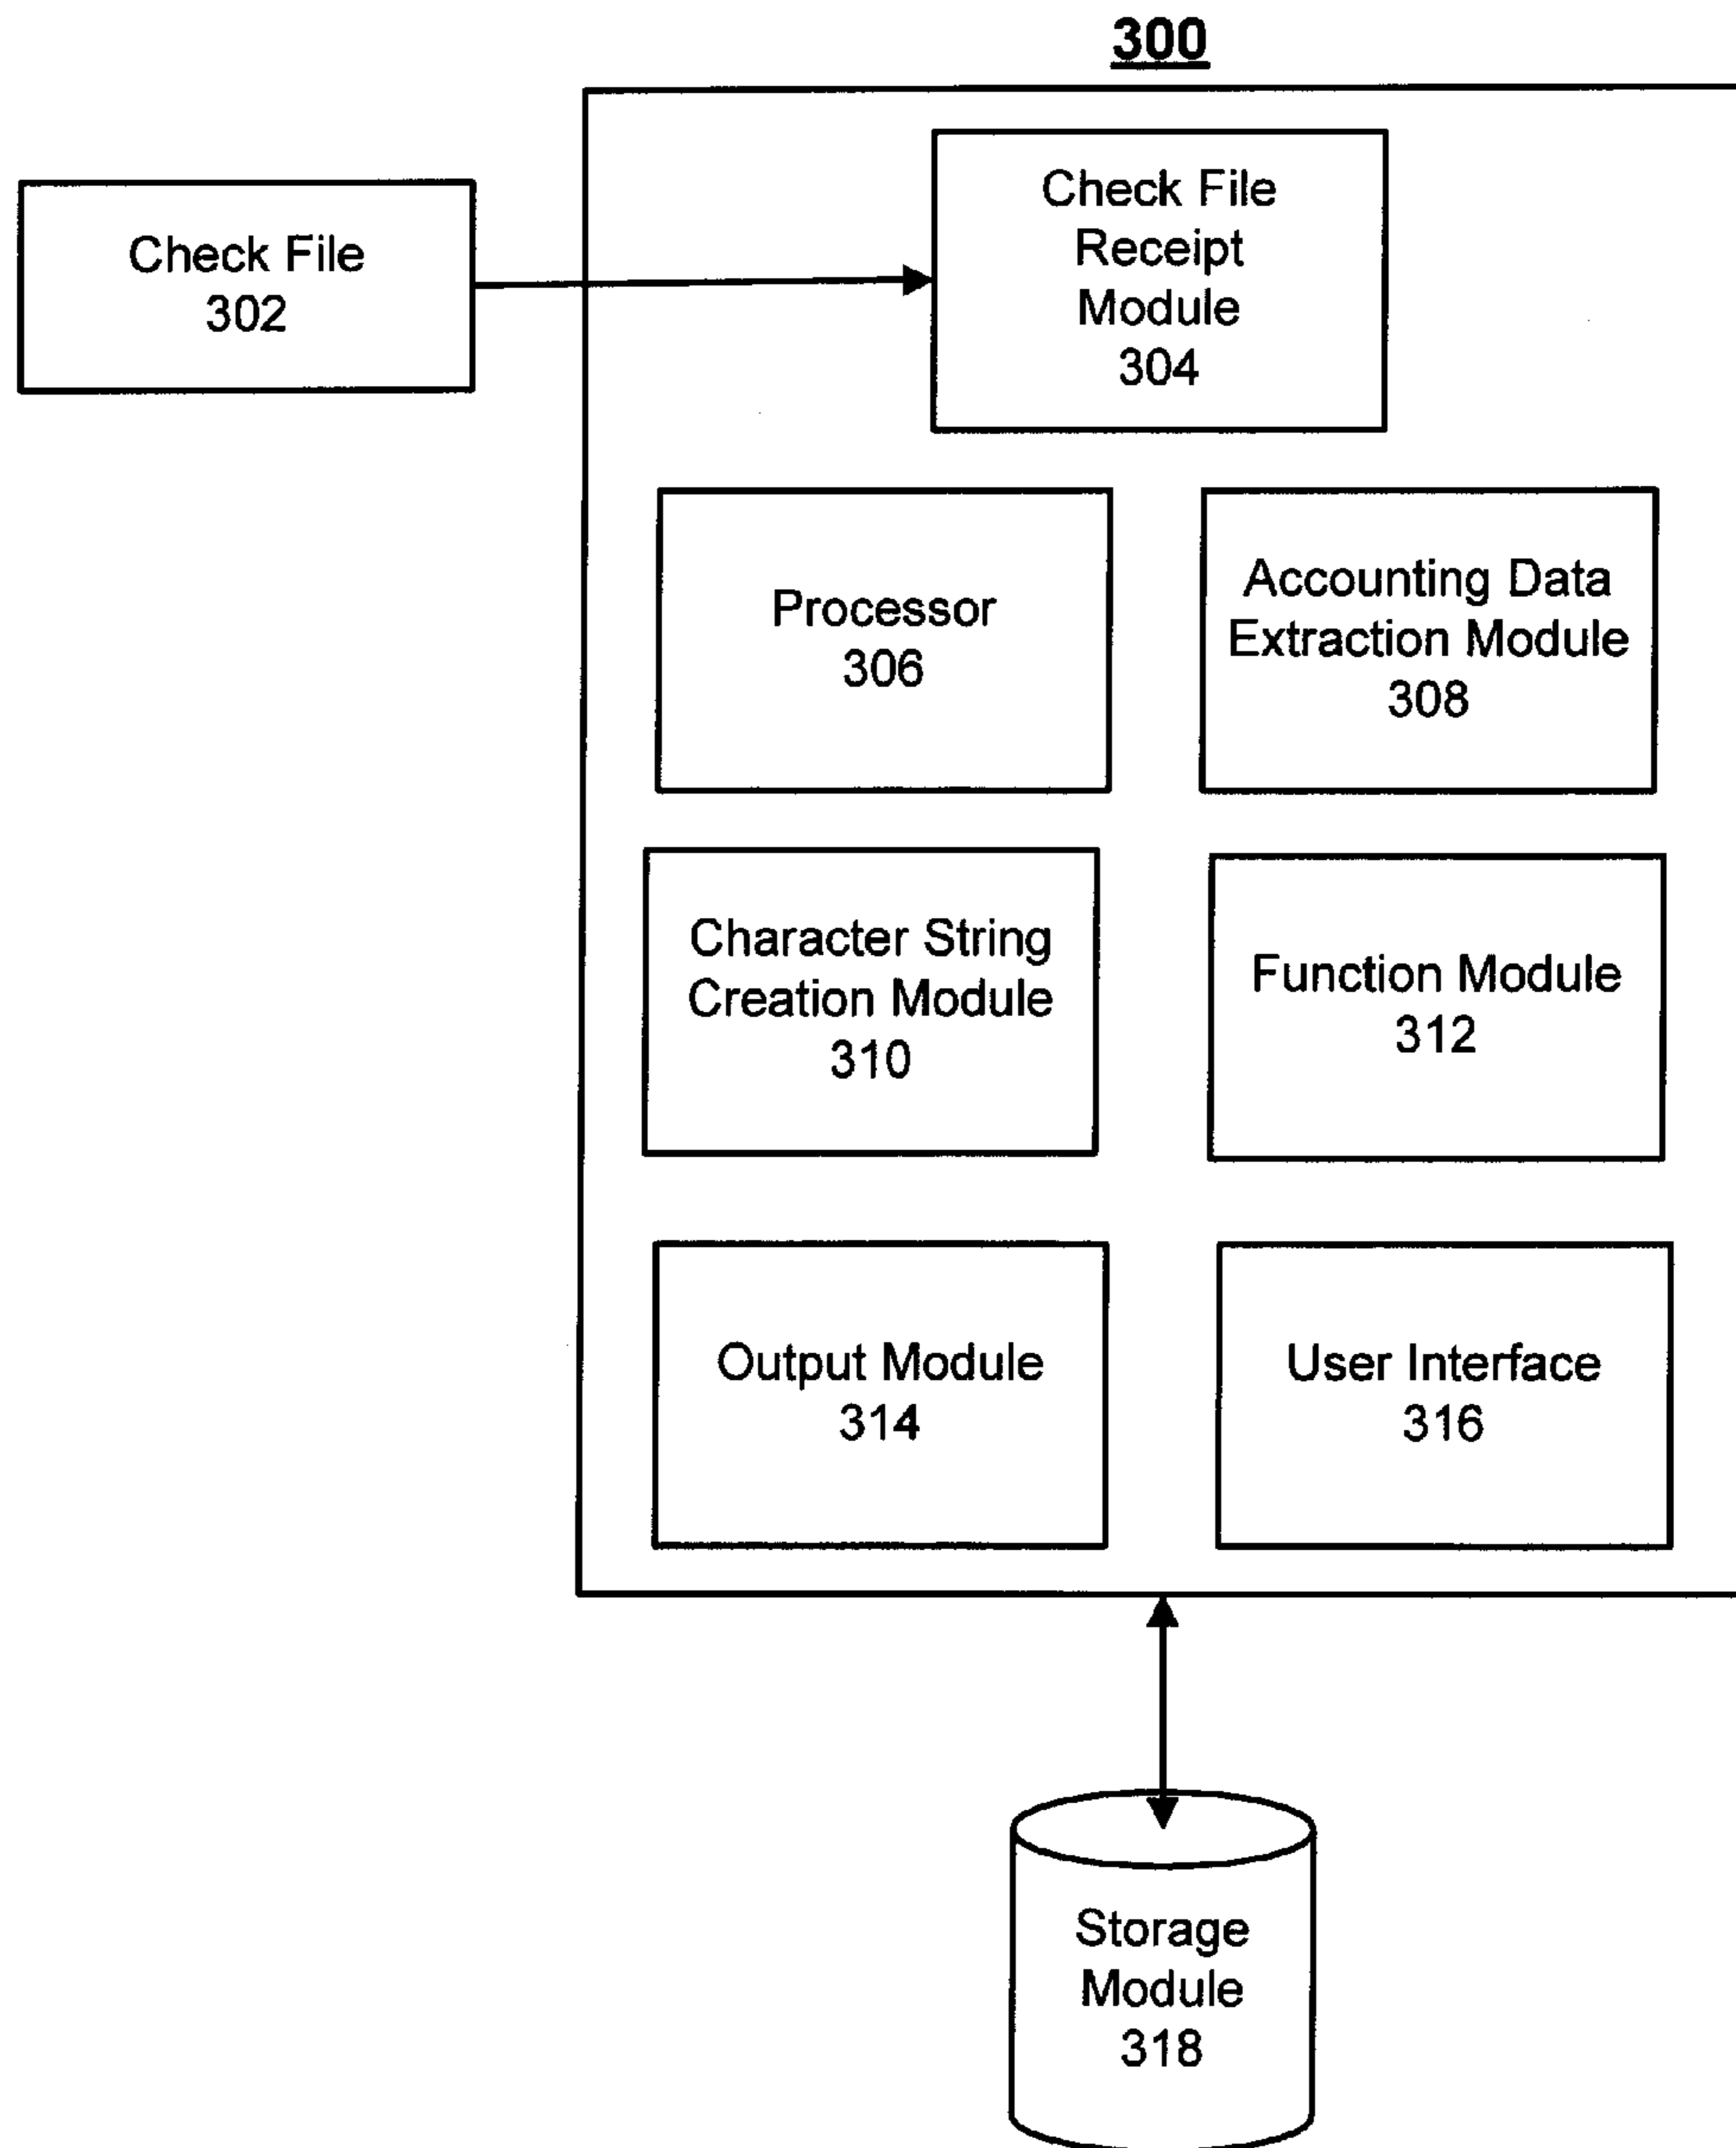 300
Check File
302
Check File
Receipt
Module
304
Processor
306
Accounting Data
Extraction Module
308
Character String
Creation Module
310
Function Module
312
Output Module
314
User Interface
316
Storage
Module
318